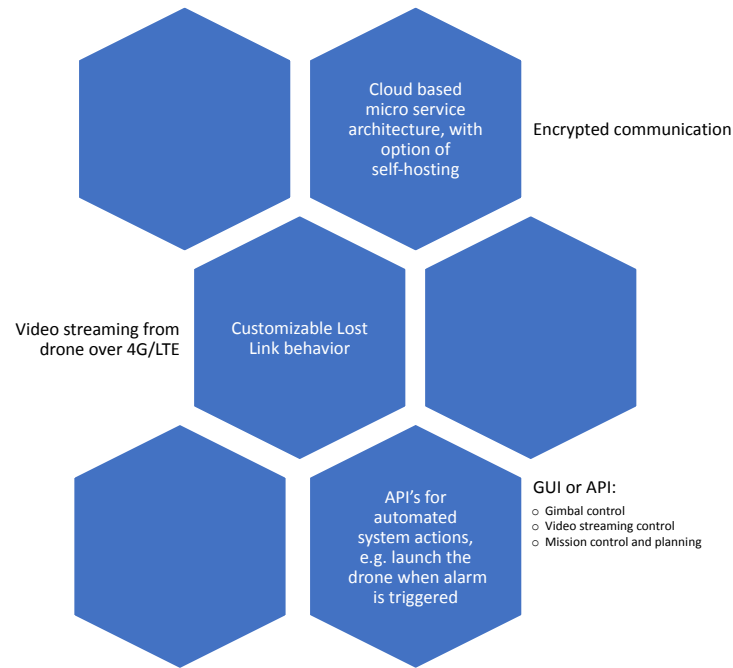 Cloud based
micro service
architecture, with
option of
self-hosting
Encrypted communication
Video streaming from
drone over 4G/LTE
Customizable Lost
Link behavior
API's for
automated
system actions,
e.g. launch the
drone when alarm
is triggered
GUI or API:
o Gimbal control
o Video streaming control
o Mission control and planning